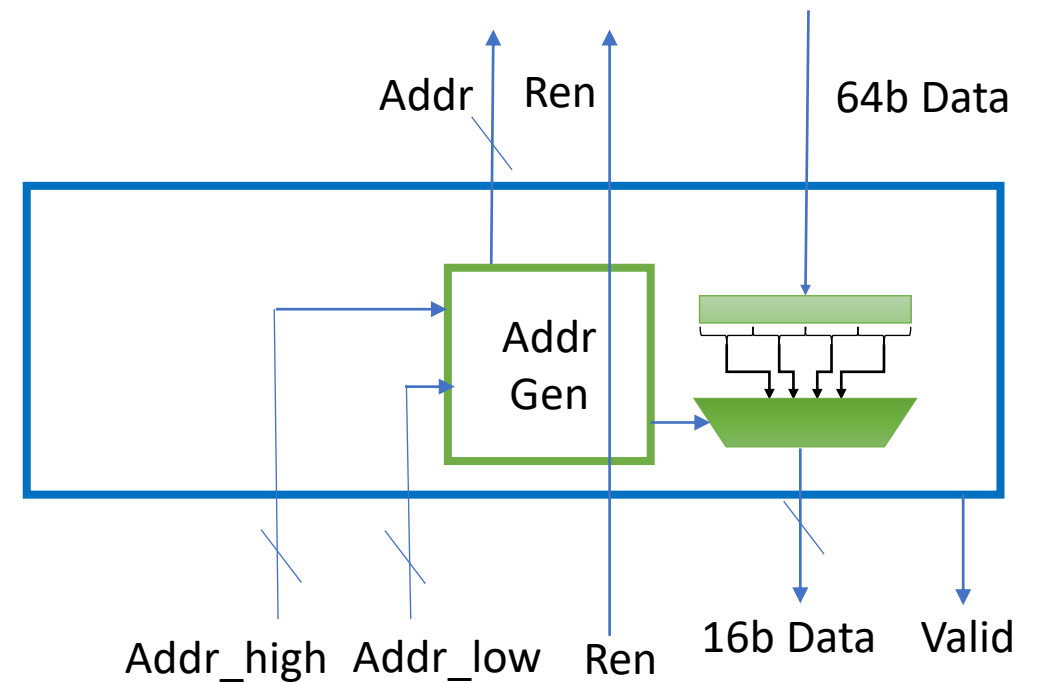 Addr
Ren
64b Data
Addr
Gen
Addr_high
Addr_low
Ren
16b Data
Valid